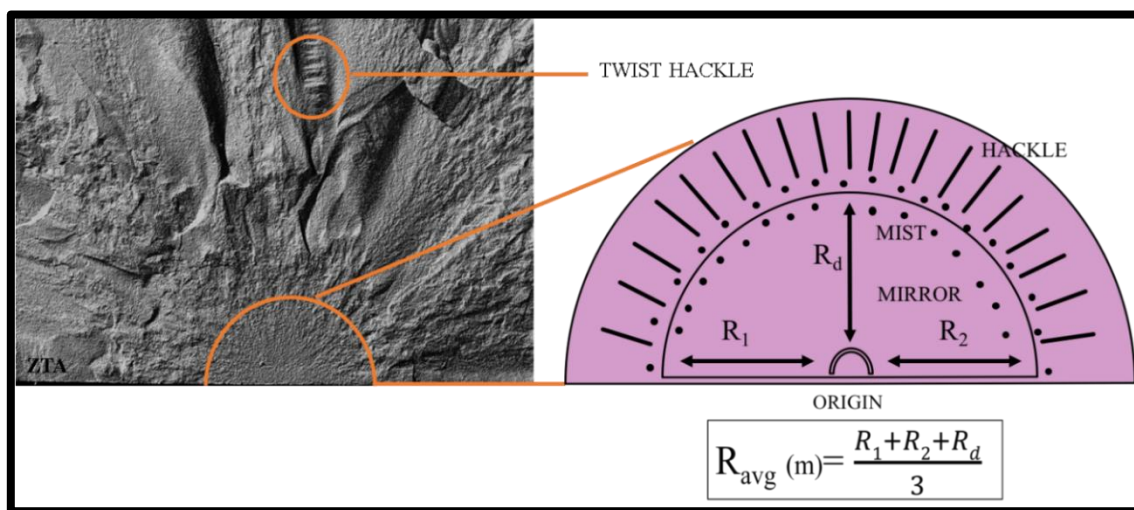 TWIST HACKLE
HACKLE
MIST
R_d
MIRROR
R_1
R_2
ZTA
ORIGIN
R_avg (m)= (R_1+R_2+R_d)/3